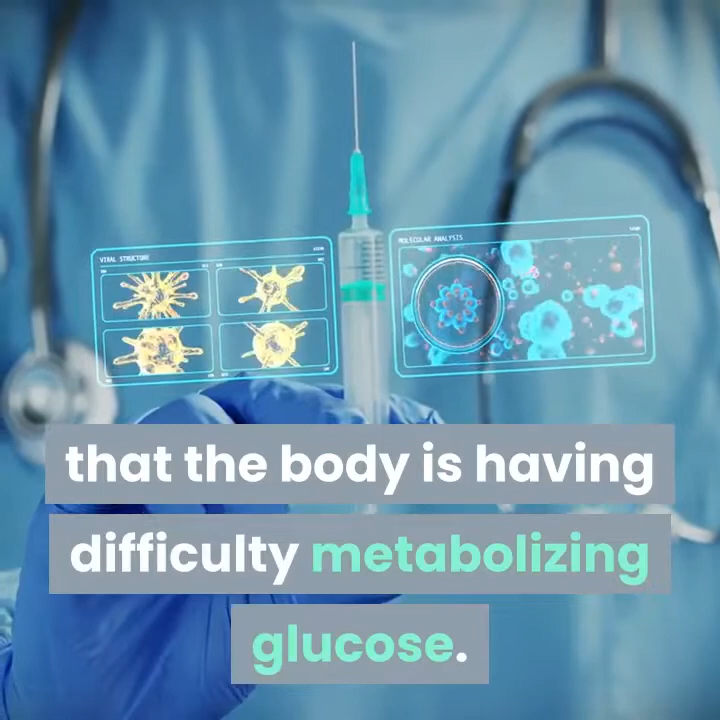 VIRAL STRUCTURE
MOLECULAR ANALYSIS
that the body is having
difficulty metabolizing
glucose.